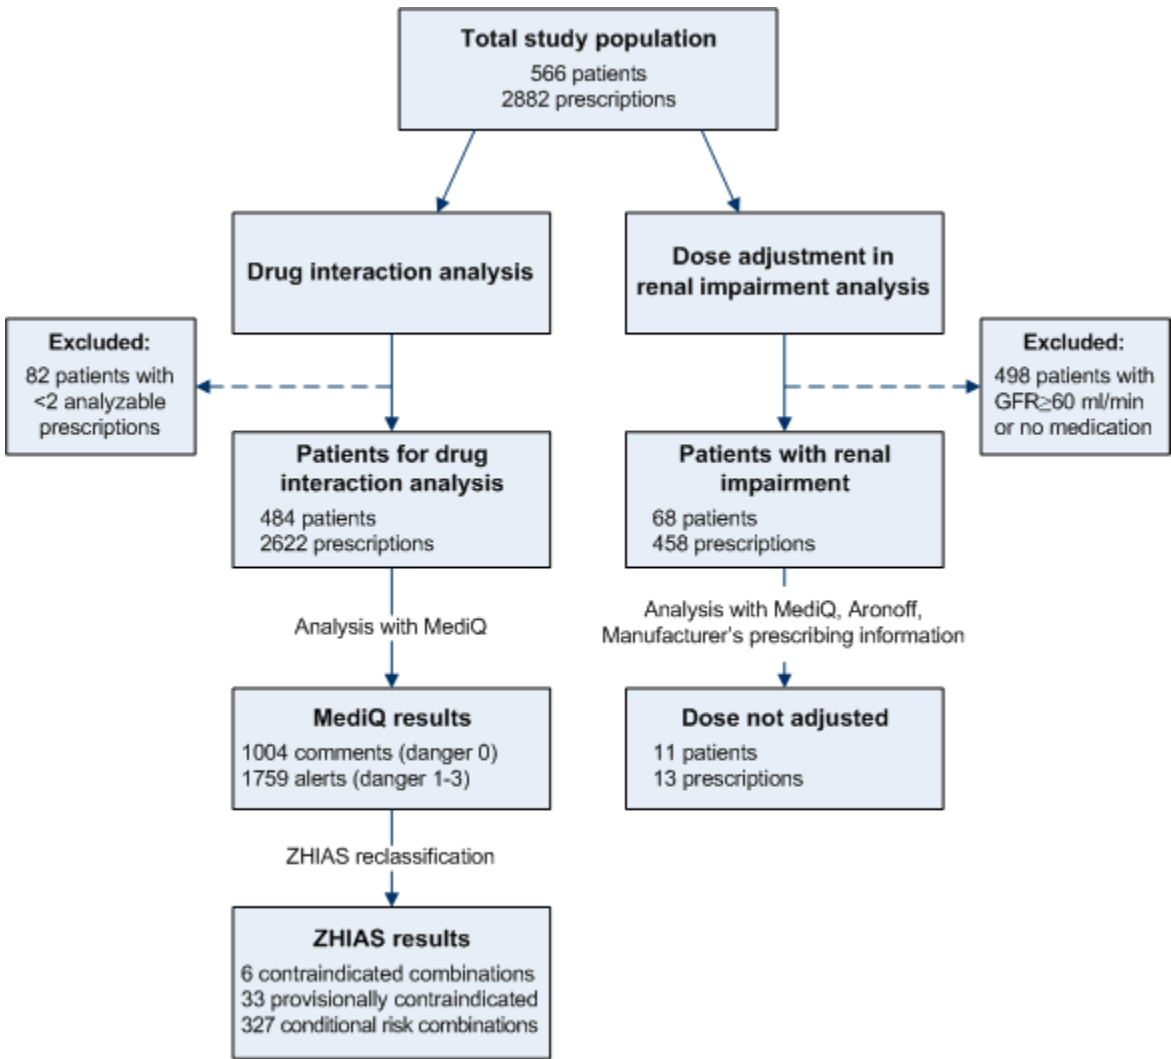 Total study population
566 patients
2882 prescriptions
Drug interaction analysis
Dose adjustment in
renal impairment analysis
Excluded:
82 patients with
<2 analyzable
prescriptions
Excluded:
498 patients with
GFR≥60 ml/min
or no medication
Patients for drug
interaction analysis
484 patients
2622 prescriptions
Patients with renal
impairment
68 patients
458 prescriptions
Analysis with MediQ
Analysis with MediQ, Aronoff,
Manufacturer's prescribing information
MediQ results
1004 comments (danger 0)
1759 alerts (danger 1-3)
Dose not adjusted
11 patients
13 prescriptions
ZHIAS reclassification
ZHIAS results
6 contraindicated combinations
33 provisionally contraindicated
327 conditional risk combinations